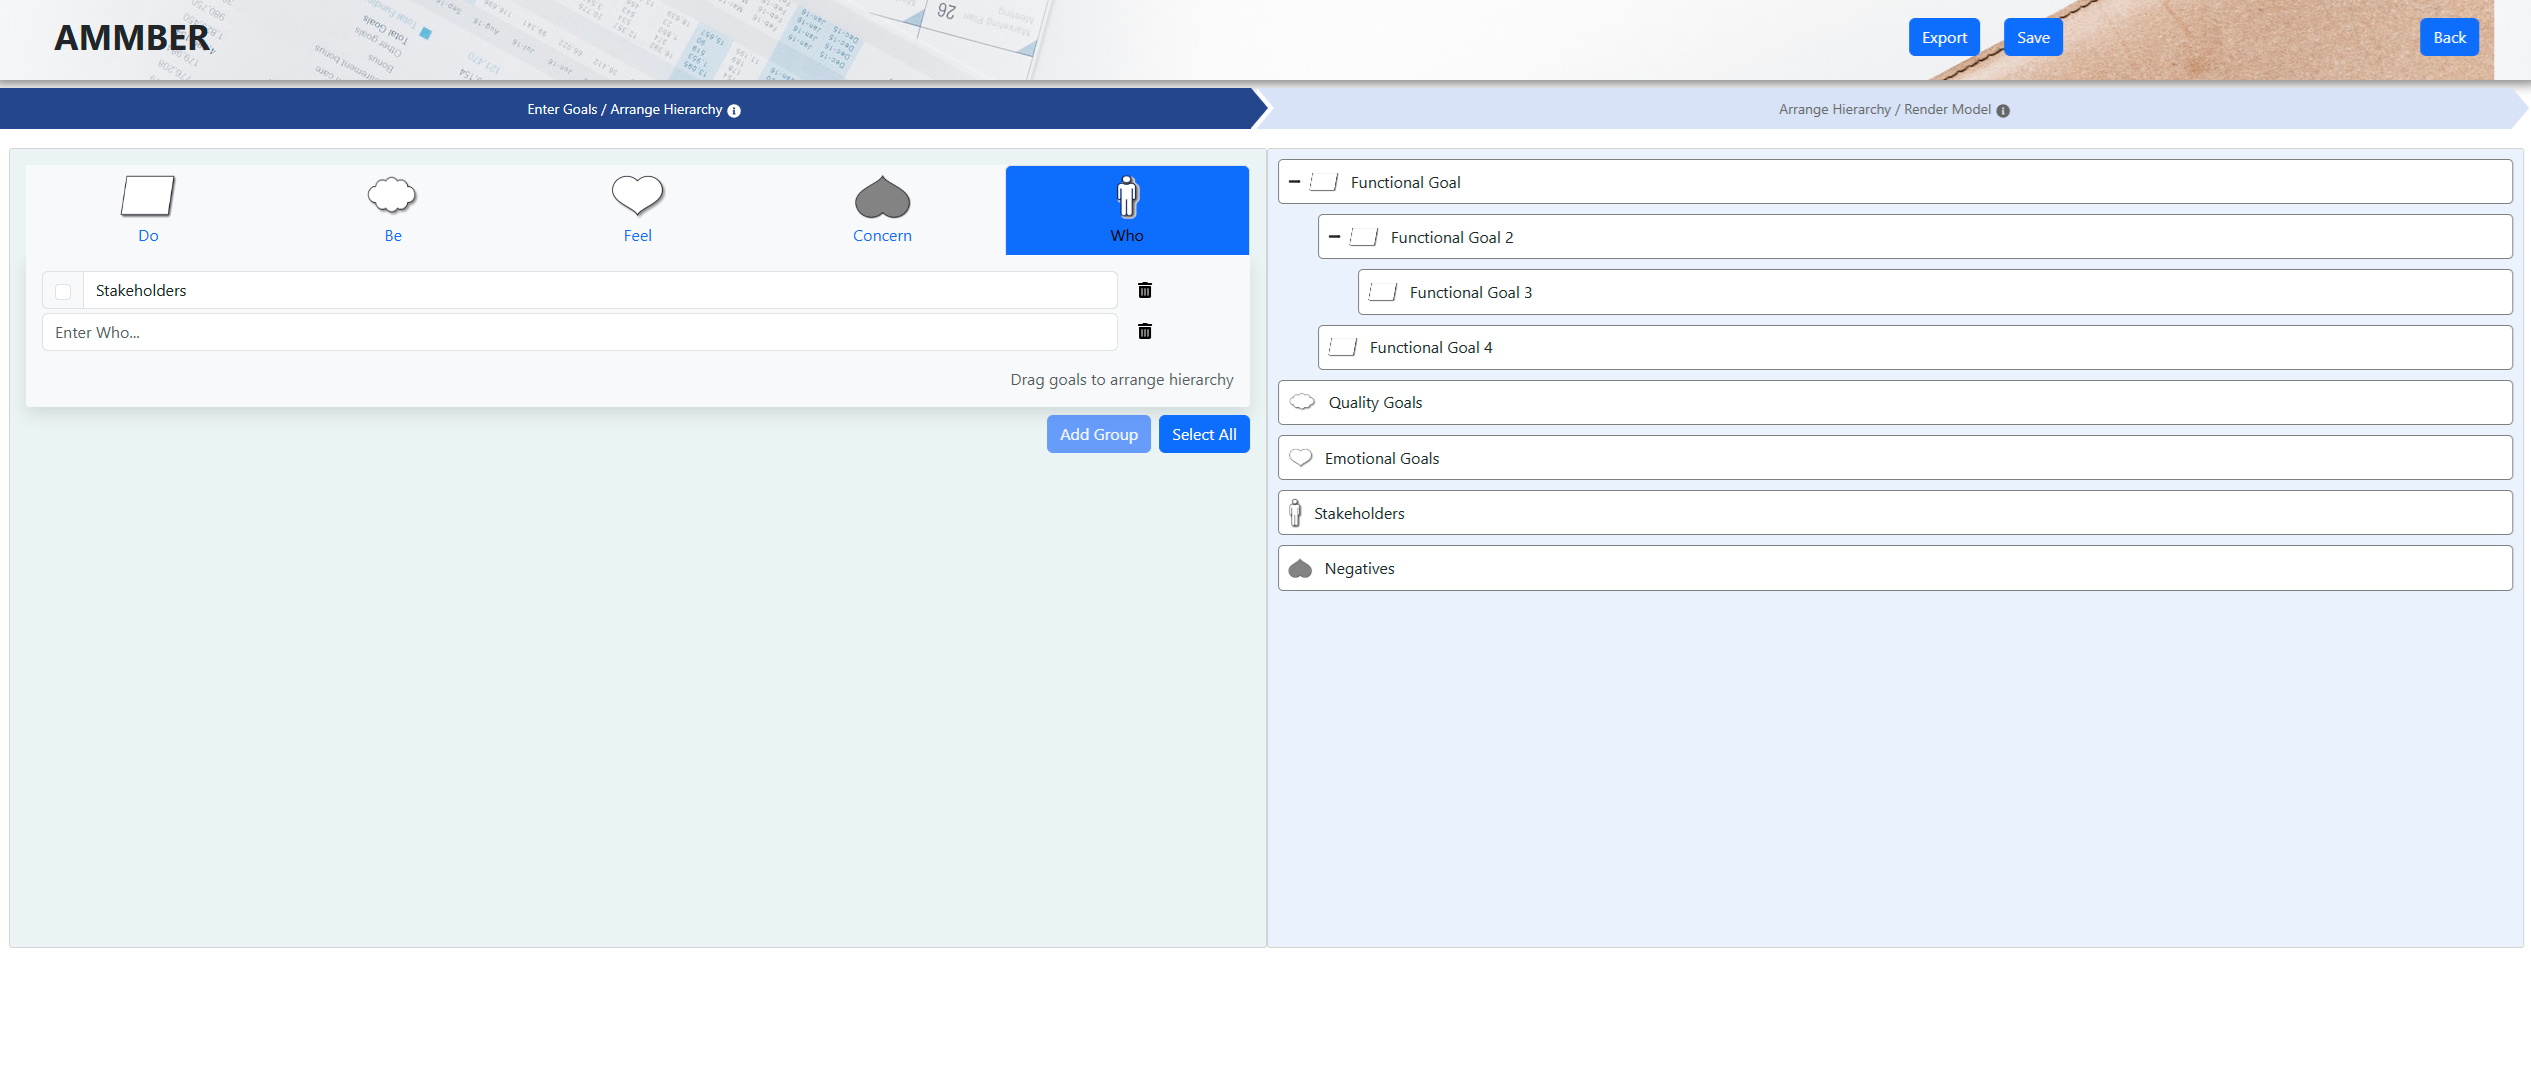 AMMBER
Export
Save
Back
Enter Goals / Arrange Hierarchy
Arrange Hierarchy / Render Model
Do
Be
Feel
Concern
Who
Stakeholders
Enter Who...
Drag goals to arrange hierarchy
Add Group
Select All
Functional Goal
Functional Goal 2
Functional Goal 3
Functional Goal 4
Quality Goals
Emotional Goals
Stakeholders
Negatives